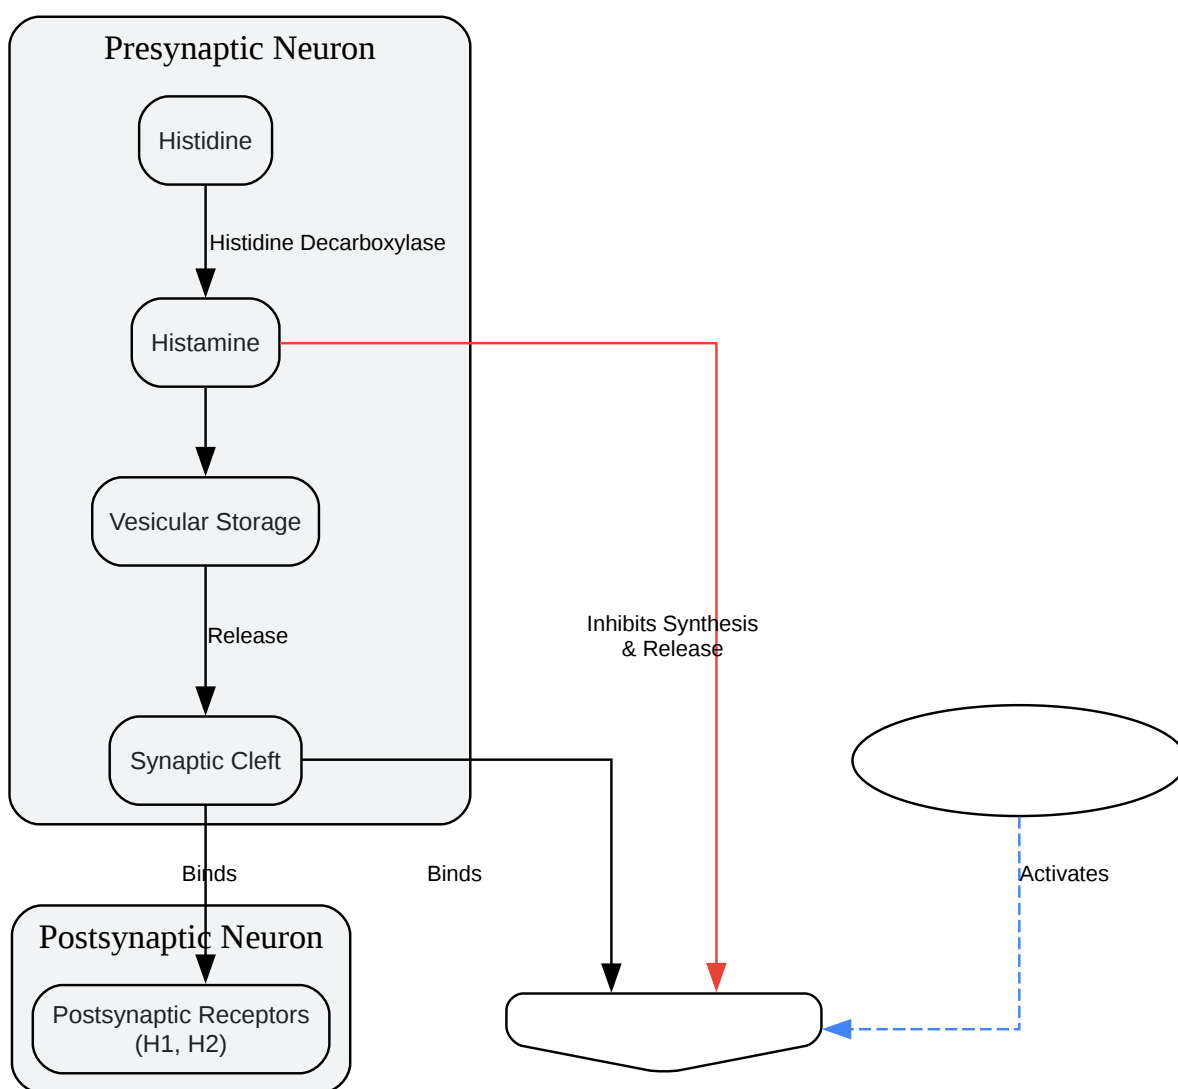 Presynaptic Neuron
Histidine
Histidine Decarboxylase
Histamine
Vesicular Storage
Release
Inhibits Synthesis
& Release
Synaptic Cleft
Binds
Binds
Activates
Postsynaptic Neuron
Postsynaptic Receptors
(H1, H2)